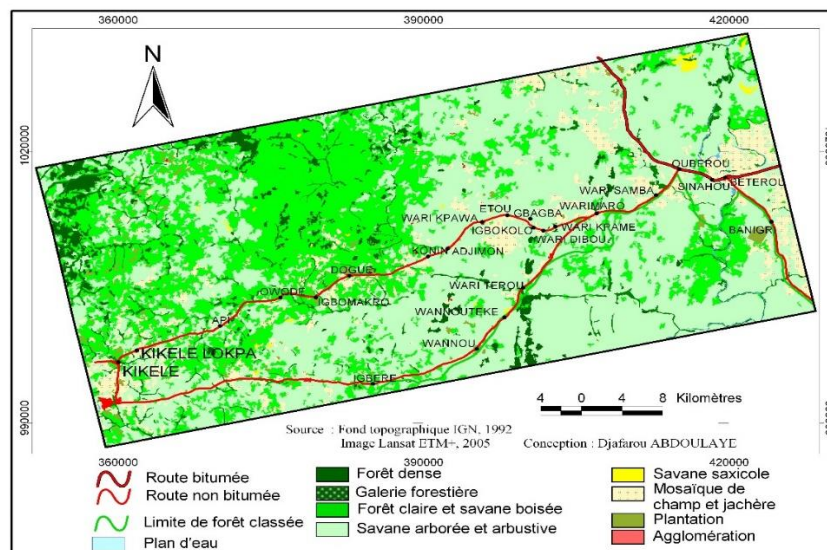 360000 390000 420000
N
1020000
OUBEROU
BETEROU
SINAHOU
WARI SAMBA
WARIMARO
ETOU
GBAGBA
WARI KPAWA
IGBOKOLO
WARI KPAME
WARI DIBOU
BANIGRI
KONIN
ADJIMON
DOGUE
WARI TEROU
OWODE
IGBOMAKRO
WANNOUTEKE
API
WANNOU
KIKELE LOKPA
KIKELE
IGBERE
4 0 4 8 Kilomètres
990000
Source : Fond topographique IGN, 1992
Image Lansat ETM+, 2005 Conception : Djafarou ABDOULAYE
360000 390000 420000
Route bitumée
Route non bitumée
Limite de forêt classée
Plan d'eau
Forêt dense
Galerie forestière
Forêt claire et savane boisée
Savane arborée et arbustive
Savane saxicole
Mosaïque de
champ et jachère
Plantation
Agglomération